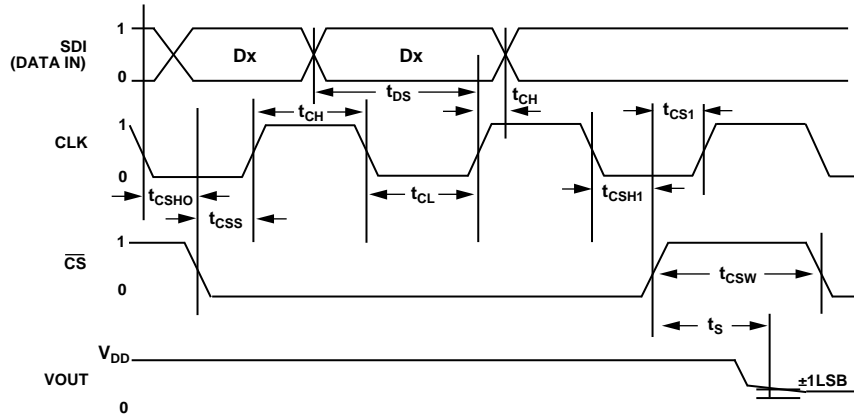 SDI
(DATA IN)
1
0
Dx
Dx
tDS
tCH
tCH
tCS1
CLK
1
0
tCSHO
tCSS
tCL
tCSH1
CS
1
0
tCSW
tS
VOUT
VDD
0
±1LSB